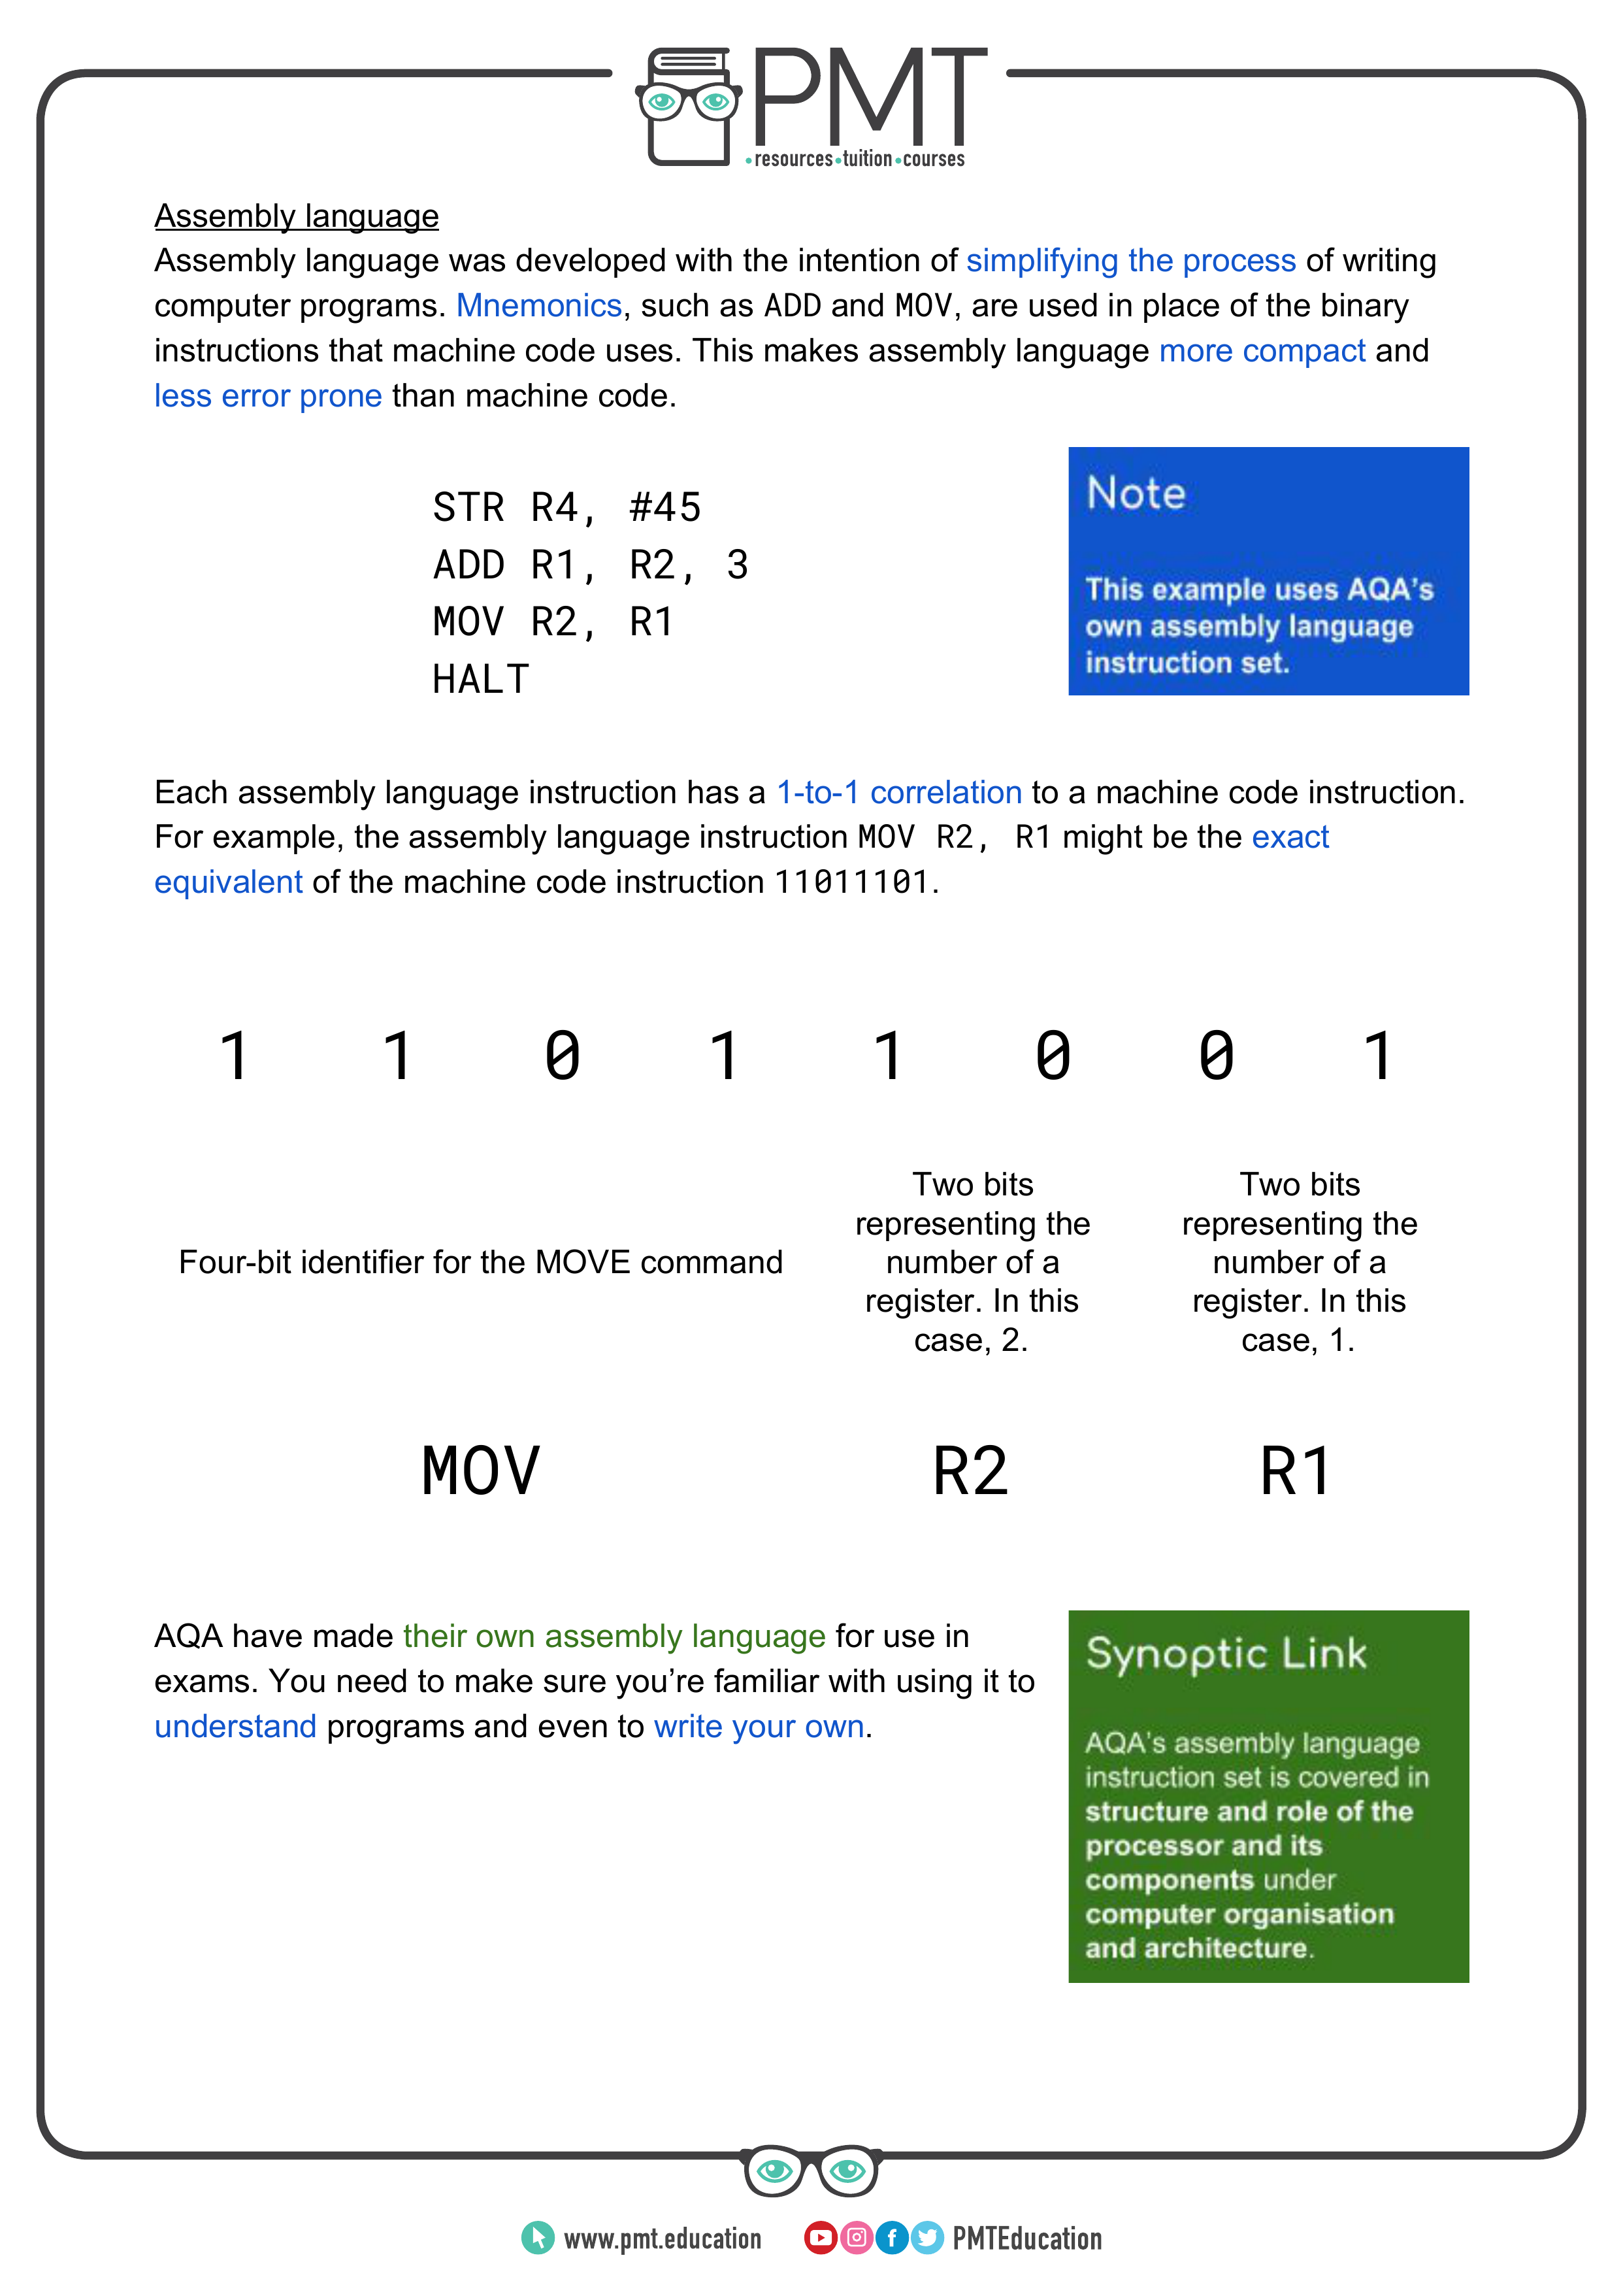 PMT
•resources•tuition•courses
Assembly language
Assembly language was developed with the intention of simplifying the process of writing
computer programs. Mnemonics, such as ADD and MOV, are used in place of the binary
instructions that machine code uses. This makes assembly language more compact and
less error prone than machine code.
STR R4, #45
ADD R1, R2, 3
MOV R2, R1
HALT
Note
This example uses AQA's
own assembly language
instruction set.
Each assembly language instruction has a 1-to-1 correlation to a machine code instruction.
For example, the assembly language instruction MOV R2, R1 might be the exact
equivalent of the machine code instruction 11011101.
1 1 0 1 1 0 0 1
Four-bit identifier for the MOVE command
Two bits
representing the
number of a
register. In this
case, 2.
Two bits
representing the
number of a
register. In this
case, 1.
MOV R2 R1
AQA have made their own assembly language for use in
exams. You need to make sure you’re familiar with using it to
understand programs and even to write your own.
Synoptic Link
AQA's assembly language
instruction set is covered in
structure and role of the
processor and its
components under
computer organisation
and architecture.
www.pmt.education PMTEducation